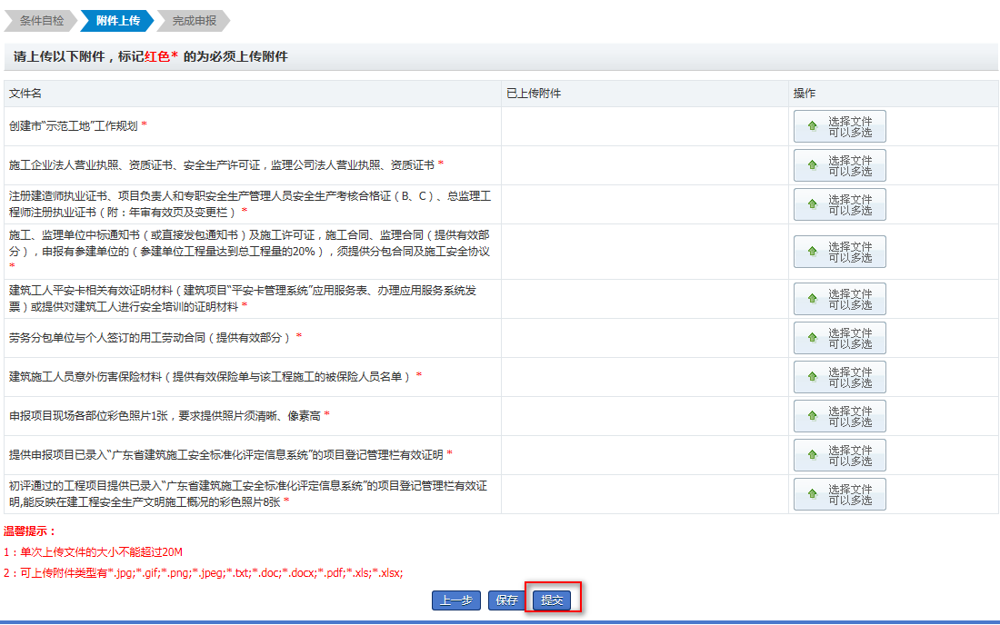 条件自检
附件上传
完成申报
请上传以下附件，标记红色* 的为必须上传附件
文件名
已上传附件
操作
创建市“示范工地”工作规划 *
选择文件
可以多选
施工企业法人营业执照、资质证书、安全生产许可证，监理公司法人营业执照、资质证书 *
选择文件
可以多选
注册建造师执业证书、项目负责人和专职安全生产管理人员安全生产考核合格证（B、C）、总监理工
程师注册执业证书（附：年审有效页及变更栏） *
选择文件
可以多选
施工、监理单位中标通知书（或直接发包通知书）及施工许可证，施工合同、监理合同（提供有效部
分），申报有参建单位的（参建单位工程量达到总工程量的20%），须提供分包合同及施工安全协议
*
选择文件
可以多选
建筑工人平安卡相关有效证明材料（建筑项目“平安卡管理系统”应用服务表、办理应用服务系统发
票）或提供对建筑工人进行安全培训的证明材料 *
选择文件
可以多选
劳务分包单位与个人签订的用工劳动合同（提供有效部分） *
选择文件
可以多选
建筑施工人员意外伤害保险材料（提供有效保险单与该工程施工的被保险人员名单） *
选择文件
可以多选
申报项目现场各部位彩色照片1张，要求提供照片须清晰、像素高 *
选择文件
可以多选
提供申报项目已录入“广东省建筑施工安全标准化评定信息系统”的项目登记管理栏有效证明 *
选择文件
可以多选
初评通过的工程项目提供已录入“广东省建筑施工安全标准化评定信息系统”的项目登记管理栏有效证
明,能反映在建工程安全生产文明施工概况的彩色照片8张 *
选择文件
可以多选
温馨提示：
1：单次上传文件的大小不能超过20M
2：可上传附件类型有*.jpg;*.gif;*.png;*.jpeg;*.txt;*.doc;*.docx;*.pdf;*.xls;*.xlsx;
上一步
保存
提交